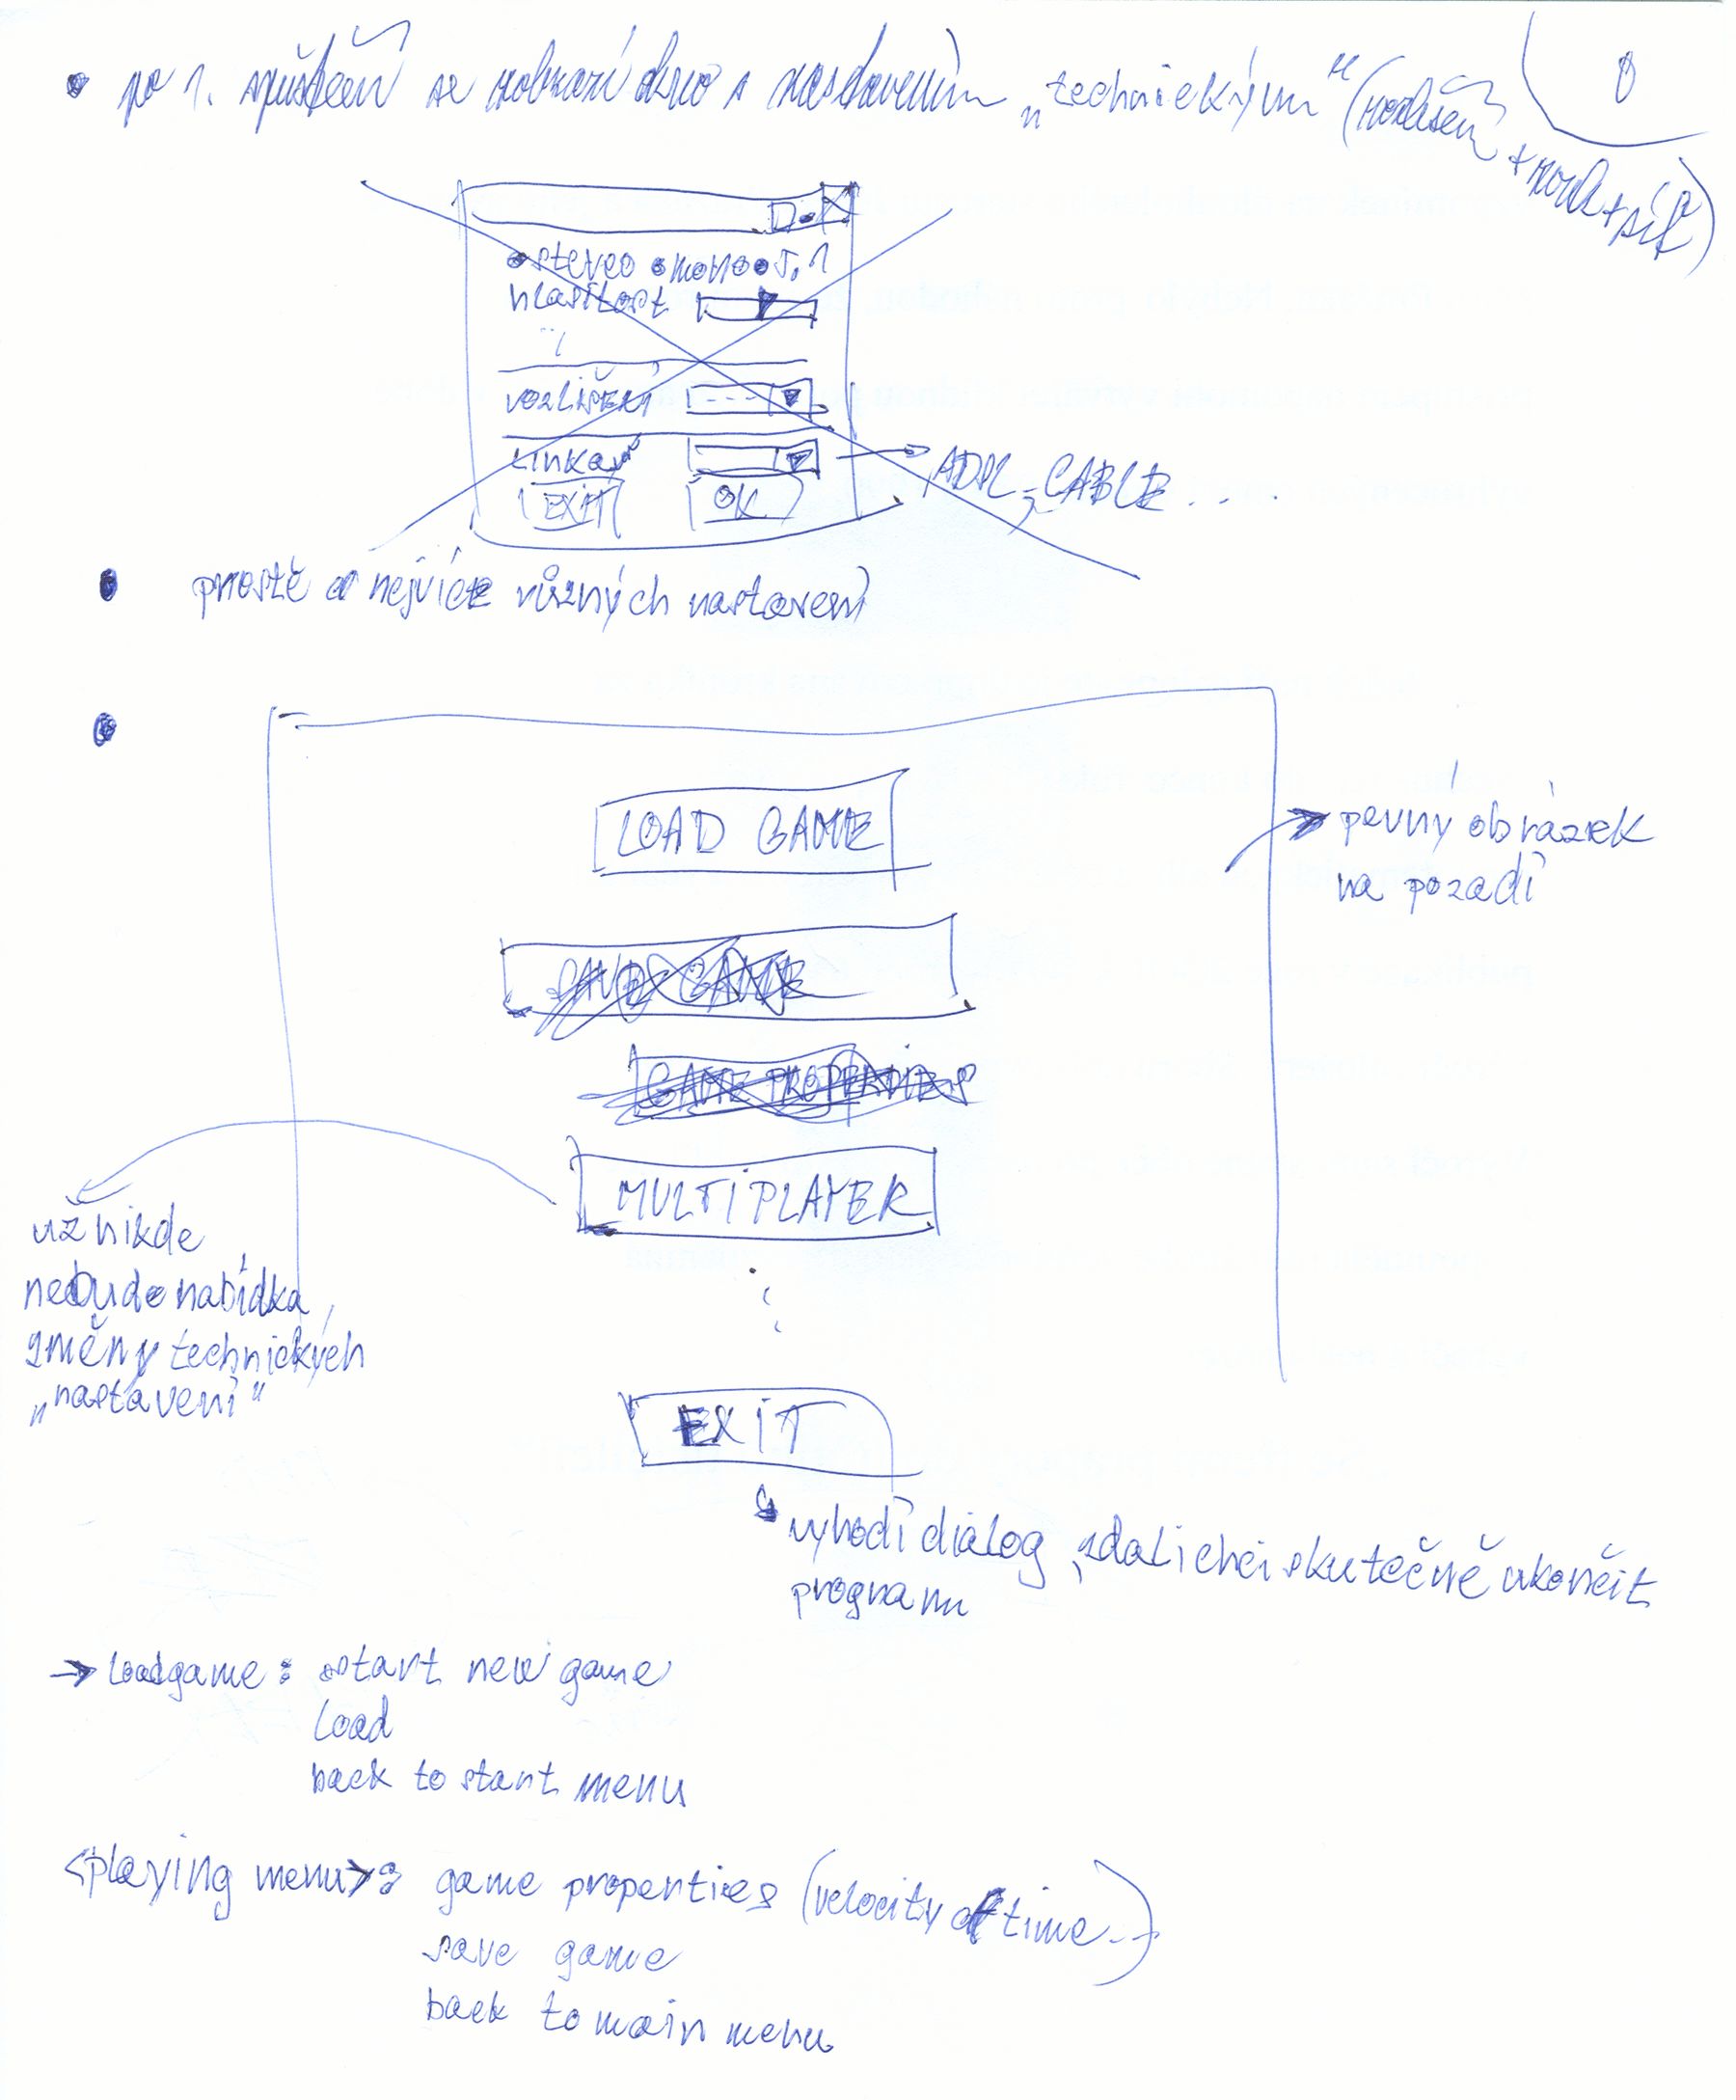 0
• po 1. spuštění se zobrazí okno s nastavením „technickým“ (rozlišení + zvuk + síť)
•stereo •mono •5.1
hlasitost
rozlišení
linka
ADSL, CABLE ...
EXIT OK
• prostě co nejvíce různých nastavení
•
LOAD GAME
pevný obrázek
na pozadí
SAVE GAME
GAME PROPERTIES
MULTIPLAYER
už nikde
nebude nabídka
změny technických
„nastavení“
EXIT
vyhodí dialog, zdali chci skutečně ukončit
program
→ loadgame: start new game
load
back to start menu
<playing menu>: game properties (velocity of time...)
save game
back to main menu